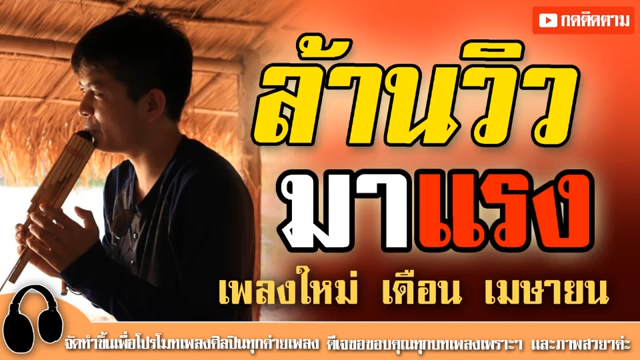 กดติดตาม
ล้านวิว
มาแรง
เพลงใหม่ เดือน เมษายน
จัดทำขึ้นเพื่อโปรโมทเพลงศิลปินทุกค่ายเพลง ดีเจขอขอบคุณทุกบทเพลงเพราะๆ และภาพสวยๆค่ะ